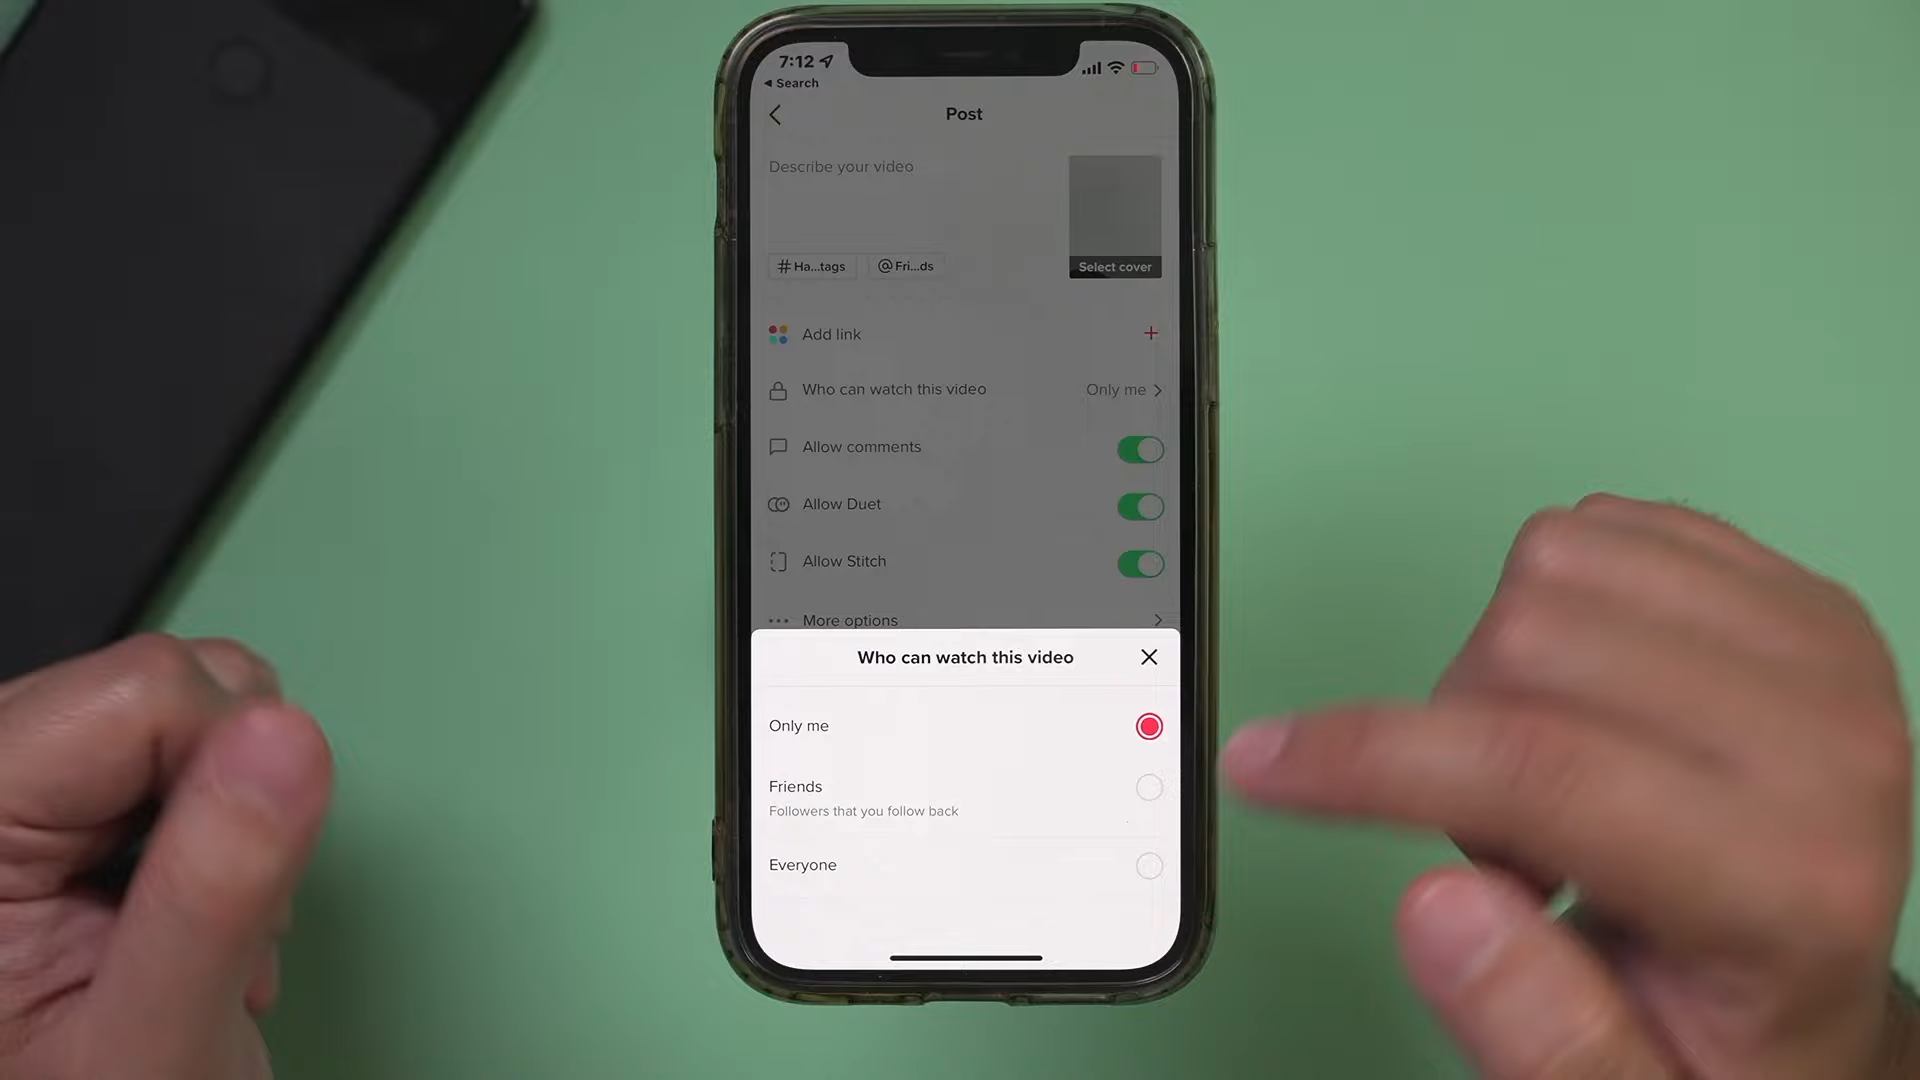 7:12
Search
Post
Describe your video
# Ha...tags
@ Fri...ds
Select cover
Add link
Who can watch this video
Only me
Allow comments
Allow Duet
Allow Stitch
More options
Who can watch this video
Only me
Friends
Followers that you follow back
Everyone